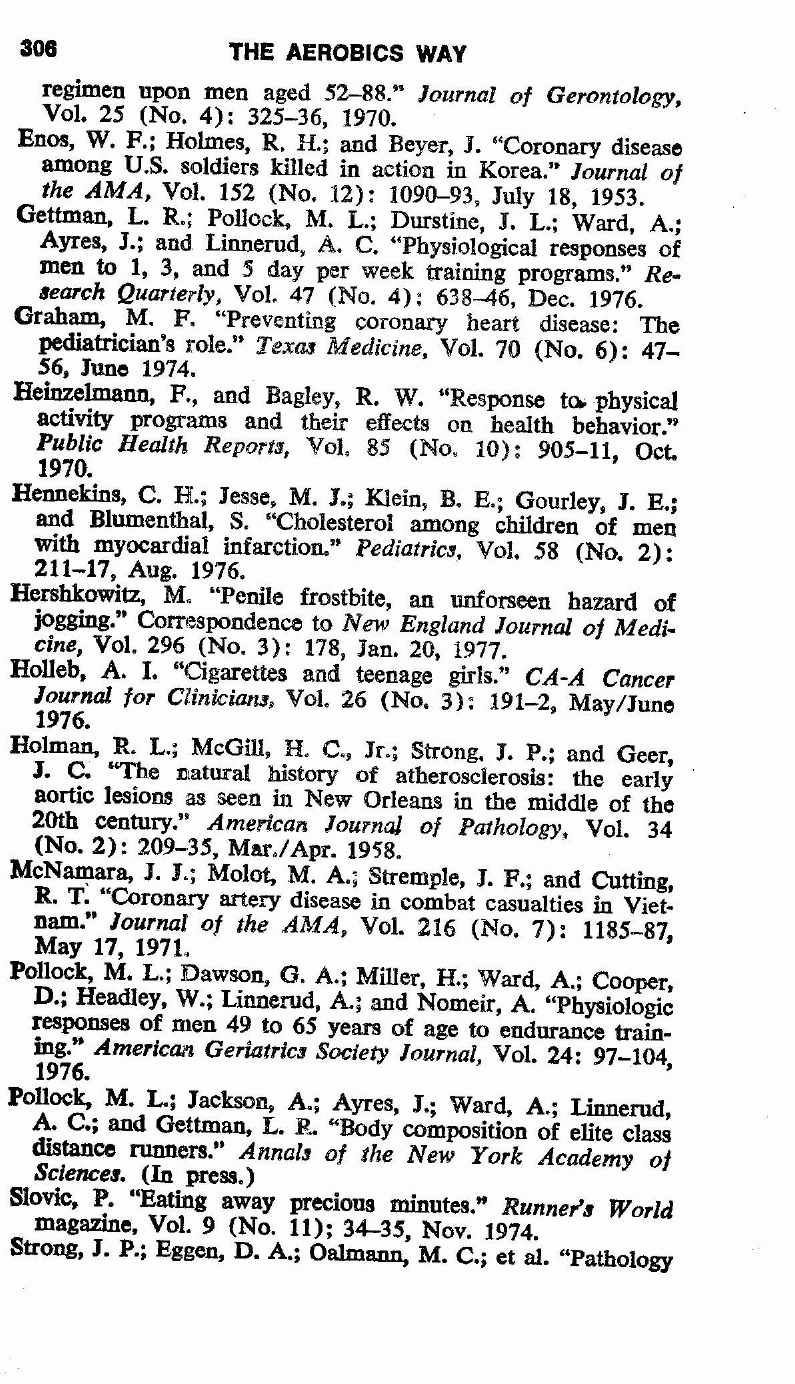 306 THE AEROBICS WAY
regimen upon men aged 52–88.” Journal of Gerontology,
Vol. 25 (No. 4): 325–36, 1970.
Enos, W. F.; Holmes, R. H.; and Beyer, J. “Coronary disease
among U.S. soldiers killed in action in Korea.” Journal of
the AMA, Vol. 152 (No. 12): 1090–93, July 18, 1953.
Gettman, L. R.; Pollock, M. L.; Durstine, J. L.; Ward, A.;
Ayres, J.; and Linnerud, A. C. “Physiological responses of
men to 1, 3, and 5 day per week training programs.” Re-
search Quarterly, Vol. 47 (No. 4): 638–46, Dec. 1976.
Graham, M. F. “Preventing coronary heart disease: The
pediatrician’s role.” Texas Medicine, Vol. 70 (No. 6): 47–
56, June 1974.
Heinzelmann, F., and Bagley, R. W. “Response to physical
activity programs and their effects on health behavior.”
Public Health Reports, Vol. 85 (No. 10): 905–11, Oct.
1970.
Hennekins, C. H.; Jesse, M. J.; Klein, B. E.; Gourley, J. E.;
and Blumenthal, S. “Cholesterol among children of men
with myocardial infarction.” Pediatrics, Vol. 58 (No. 2):
211–17, Aug. 1976.
Hershkowitz, M. “Penile frostbite, an unforseen hazard of
jogging.” Correspondence to New England Journal of Medi-
cine, Vol. 296 (No. 3): 178, Jan. 20, 1977.
Holleb, A. I. “Cigarettes and teenage girls.” CA-A Cancer
Journal for Clinicians, Vol. 26 (No. 3): 191–2, May/June
1976.
Holman, R. L.; McGill, H. C., Jr.; Strong, J. P.; and Geer,
J. C. “The natural history of atherosclerosis: the early
aortic lesions as seen in New Orleans in the middle of the
20th century.” American Journal of Pathology, Vol. 34
(No. 2): 209–35, Mar./Apr. 1958.
McNamara, J. J.; Molot, M. A.; Stremple, J. F.; and Cutting,
R. T. “Coronary artery disease in combat casualties in Viet-
nam.” Journal of the AMA, Vol. 216 (No. 7): 1185–87,
May 17, 1971.
Pollock, M. L.; Dawson, G. A.; Miller, H.; Ward, A.; Cooper,
D.; Headley, W.; Linnerud, A.; and Nomeir, A. “Physiologic
responses of men 49 to 65 years of age to endurance train-
ing.” American Geriatrics Society Journal, Vol. 24: 97–104,
1976.
Pollock, M. L.; Jackson, A.; Ayres, J.; Ward, A.; Linnerud,
A. C.; and Gettman, L. R. “Body composition of elite class
distance runners.” Annals of the New York Academy of
Sciences. (In press.)
Slovic, P. “Eating away precious minutes.” Runner’s World
magazine, Vol. 9 (No. 11); 34–35, Nov. 1974.
Strong, J. P.; Eggen, D. A.; Oalmann, M. C.; et al. “Pathology